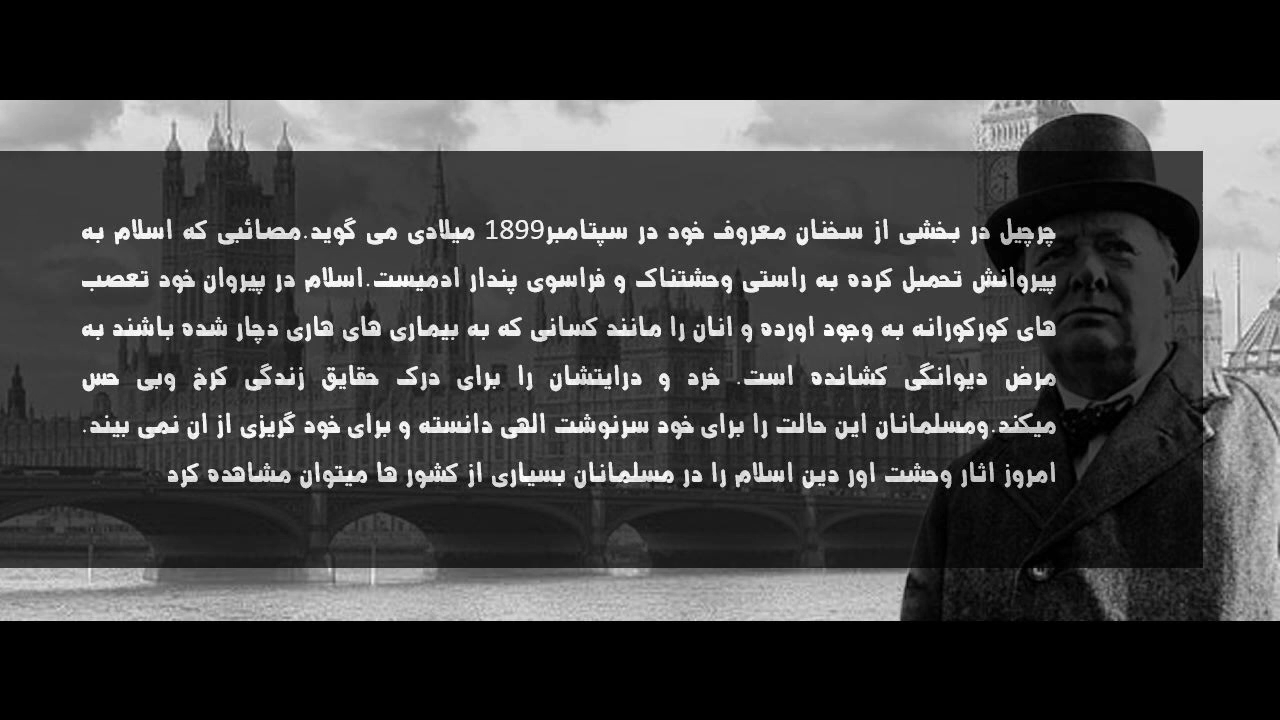 چرچیل در بخشی از سخنان معروف خود در سپتامبر1899 میلادی می گوید.مصائبی که اسلام به
پیروانش تحمبل کرده به راستی وحشتناک و فراسوی پندار ادمیست.اسلام در پیروان خود تعصب
های کورکورانه به وجود اورده و انان را مانند کسانی که به بیماری های هاری دچار شده باشند به
مرض دیوانگی کشانده است. خرد و درایتشان را برای درک حقایق زندگی کرخ وبی حس
میکند.ومسلمانان این حالت را برای خود سرنوشت الهی دانسته و برای خود گریزی از ان نمی بیند.
امروز اثار وحشت اور دین اسلام را در مسلمانان بسیاری از کشور ها میتوان مشاهده کرد